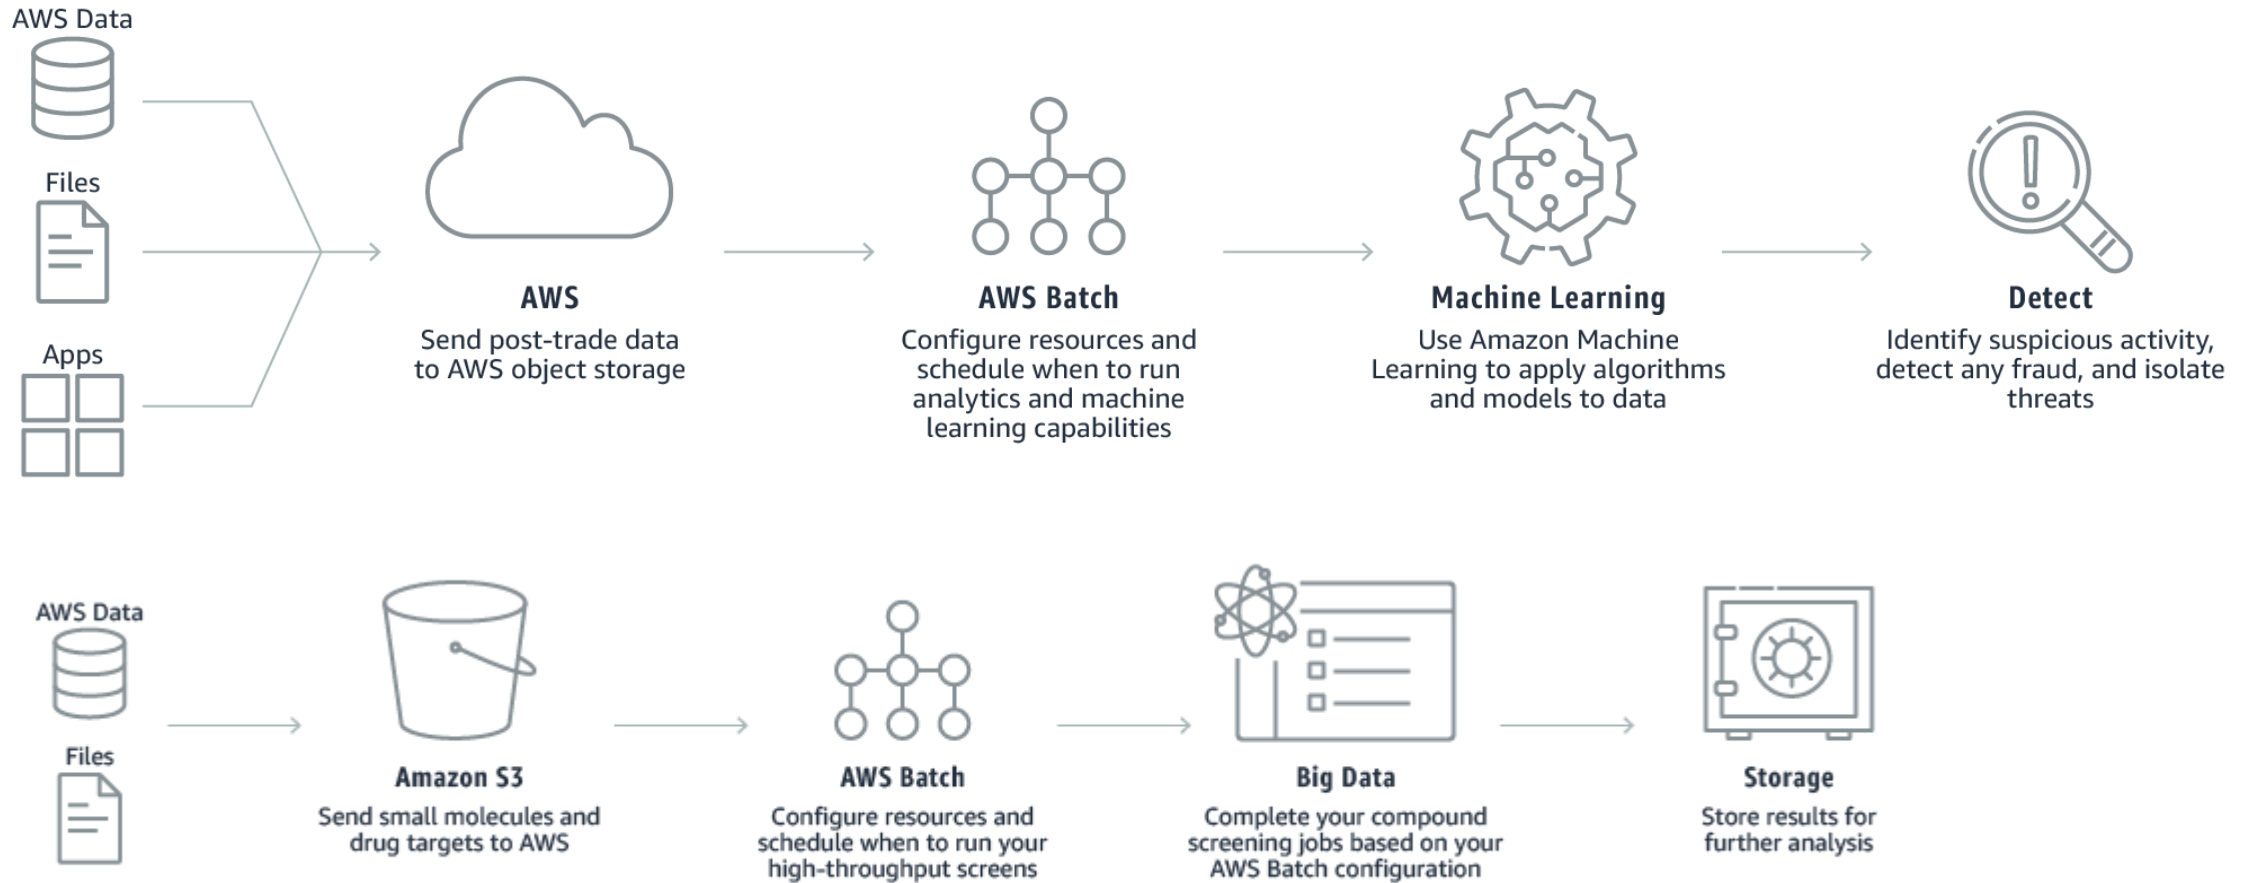 AWS Data
Files
Apps
AWS
Send post-trade data
to AWS object storage
AWS Batch
Configure resources and
schedule when to run
analytics and machine
learning capabilities
Machine Learning
Use Amazon Machine
Learning to apply algorithms
and models to data
Detect
Identify suspicious activity,
detect any fraud, and isolate
threats
AWS Data
Files
Amazon S3
Send small molecules and
drug targets to AWS
AWS Batch
Configure resources and
schedule when to run your
high-throughput screens
Big Data
Complete your compound
screening jobs based on your
AWS Batch configuration
Storage
Store results for
further analysis